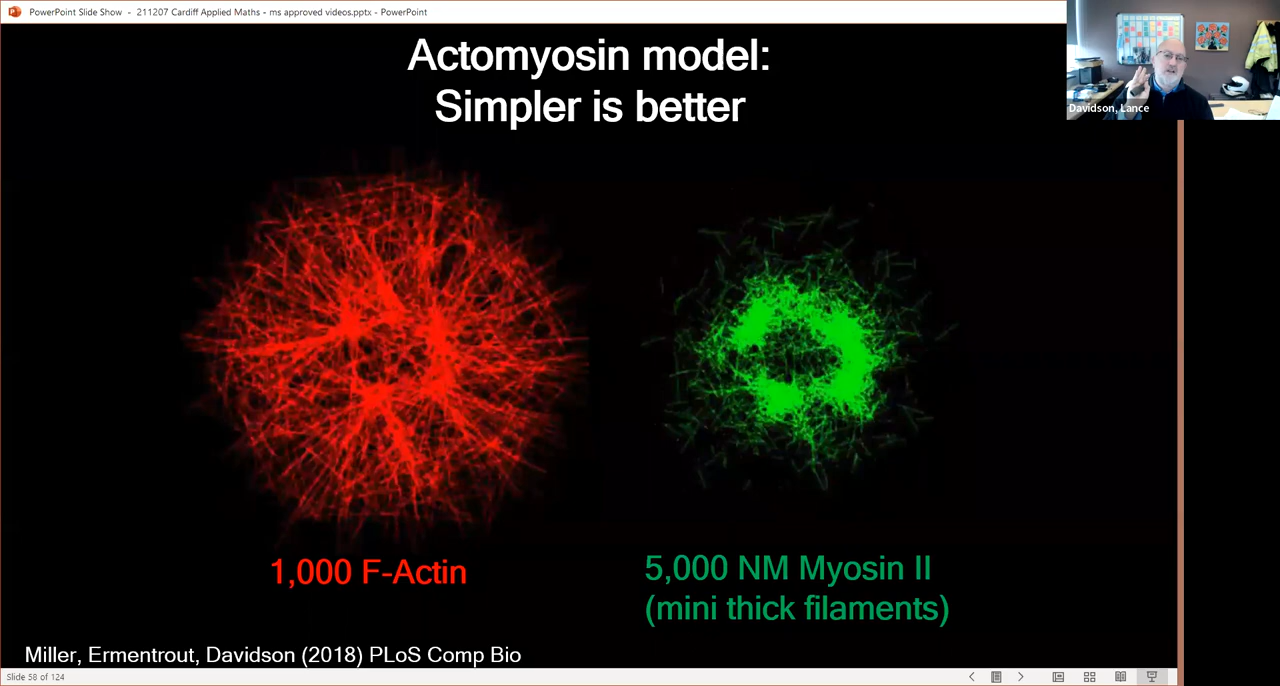 PowerPoint Slide Show - 211207 Cardiff Applied Maths - ms approved videos.pptx - PowerPoint
Actomyosin model:
Simpler is better
Davidson, Lance
1,000 F-Actin
5,000 NM Myosin II
(mini thick filaments)
Miller, Ermentrout, Davidson (2018) PLoS Comp Bio
Slide 58 of 124